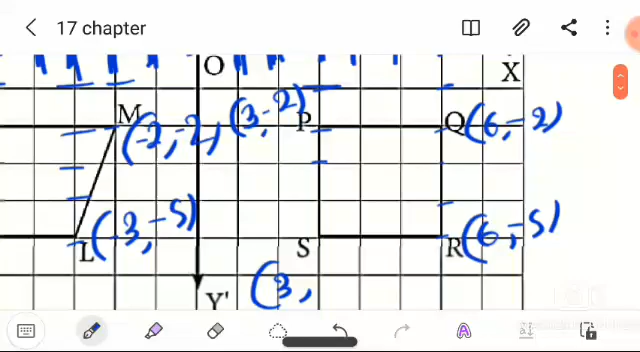 17 chapter
O
X
M
(-2,-2)
(3,-2)
P
Q
(6,-2)
L
(-3,-5)
S
R
(6,-5)
Y'
(3,
A